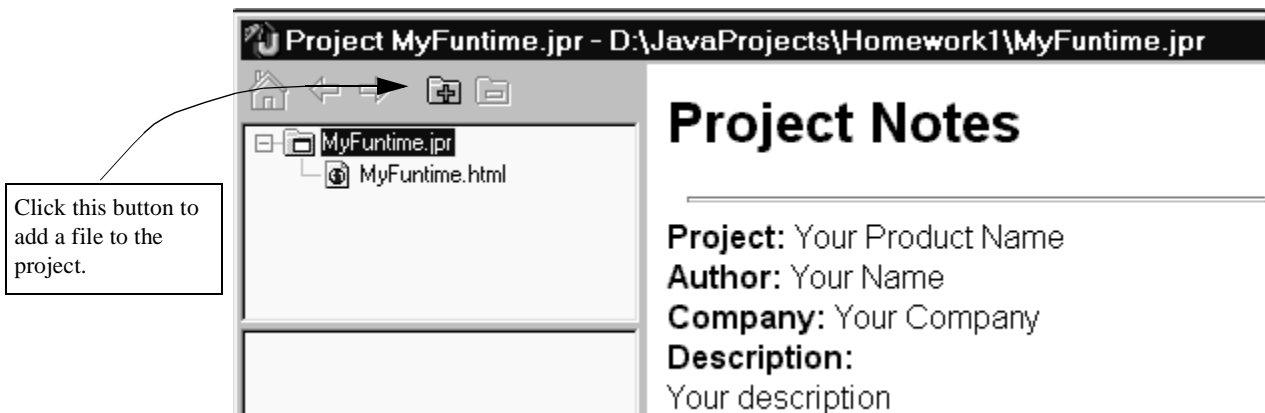 Project MyFuntime.jpr - D:\JavaProjects\Homework1\MyFuntime.jpr
MyFuntime.jpr
MyFuntime.html
Click this button to
add a file to the
project.
Project Notes
Project: Your Product Name
Author: Your Name
Company: Your Company
Description:
Your description